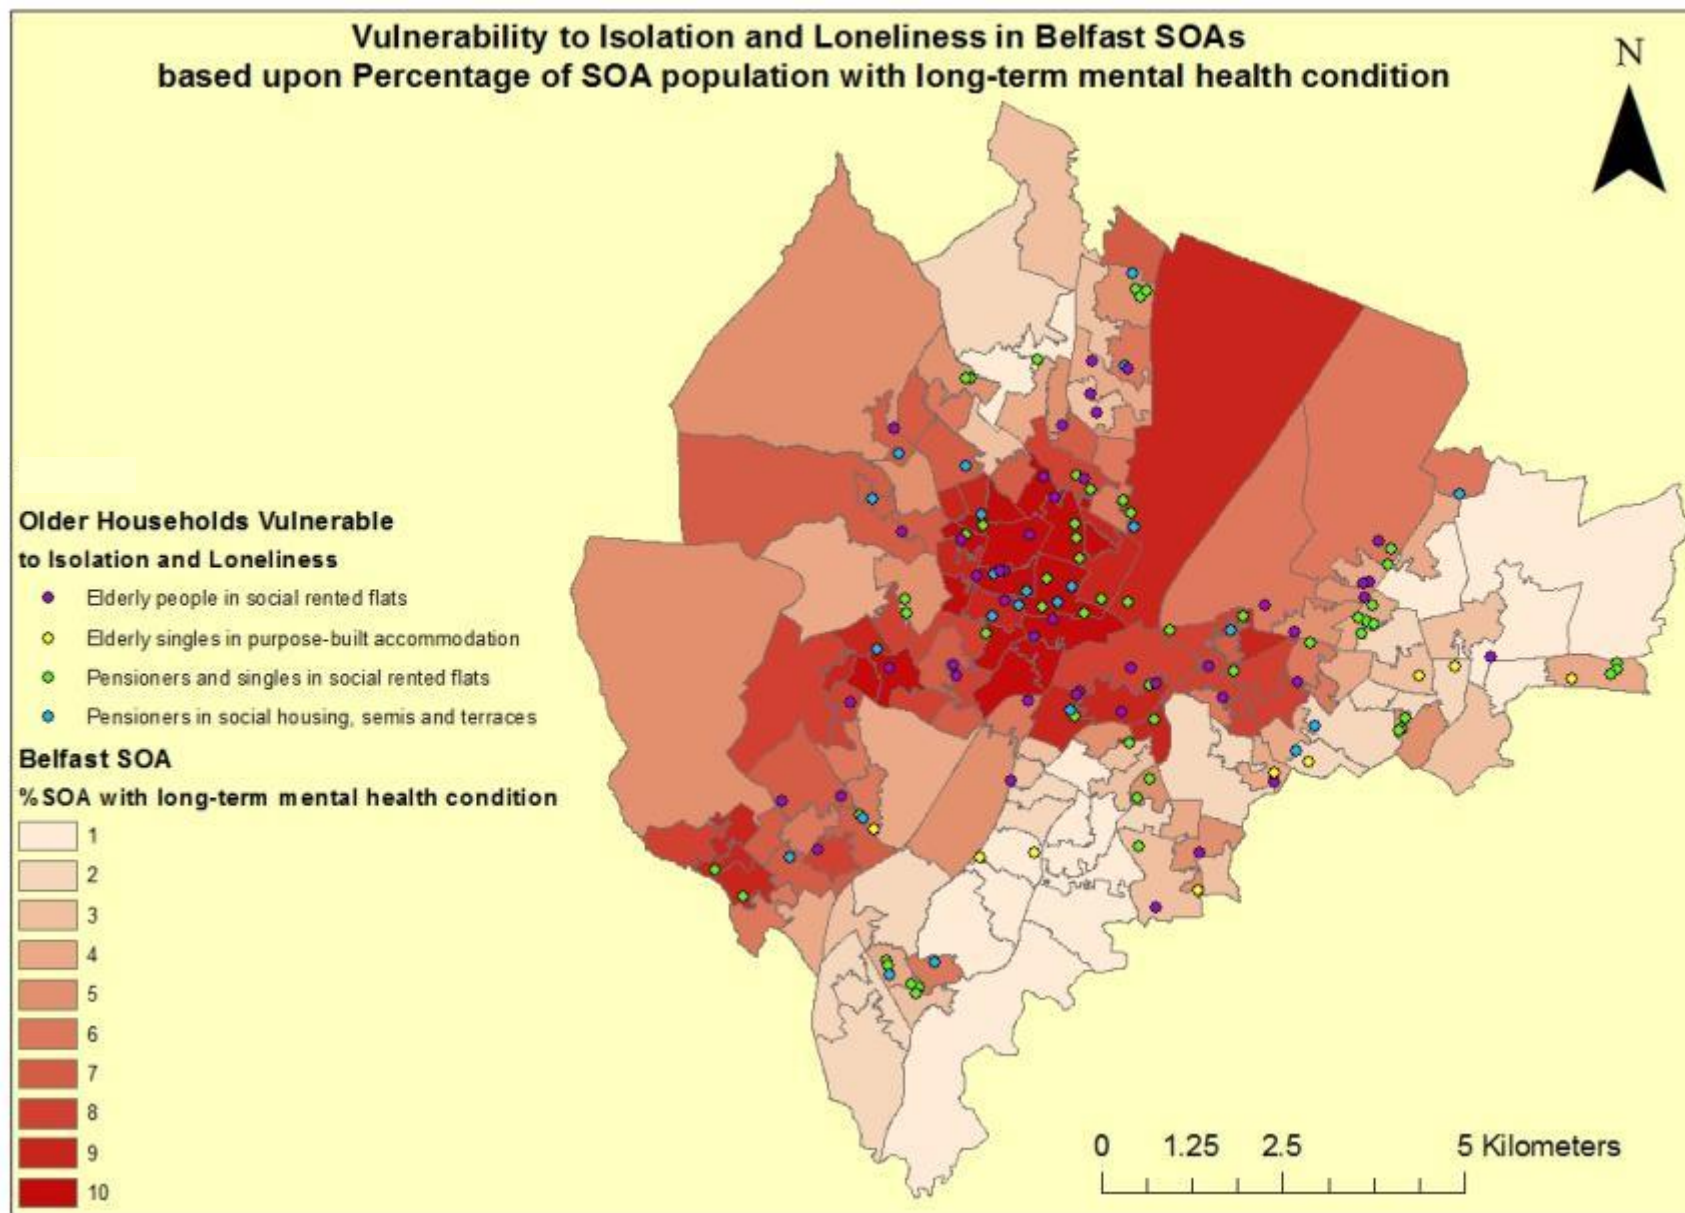 Vulnerability to Isolation and Loneliness in Belfast SOAs
based upon Percentage of SOA population with long-term mental health condition
N
Older Households Vulnerable
to Isolation and Loneliness
Elderly people in social rented flats
Elderly singles in purpose-built accommodation
Pensioners and singles in social rented flats
Pensioners in social housing, semis and terraces
Belfast SOA
%SOA with long-term mental health condition
1
2
3
4
5
6
7
8
9
10
0 1.25 2.5 5 Kilometers